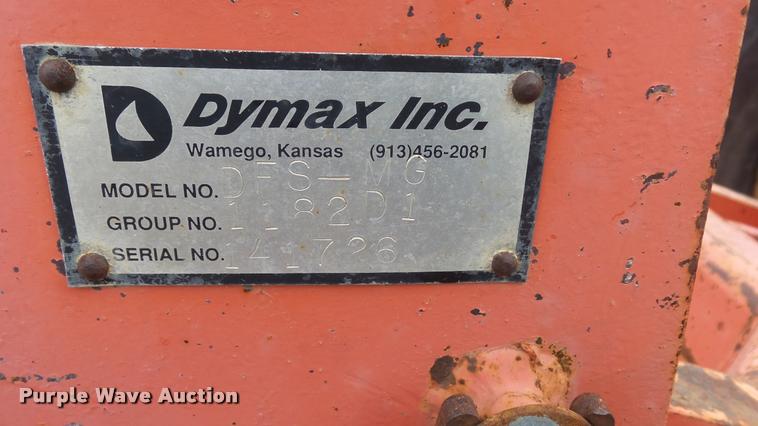 Dymax Inc.
Wamego, Kansas (913)456-2081
MODEL NO. DFS-MG
GROUP NO. 1182D1
SERIAL NO. 141726
Purple Wave Auction